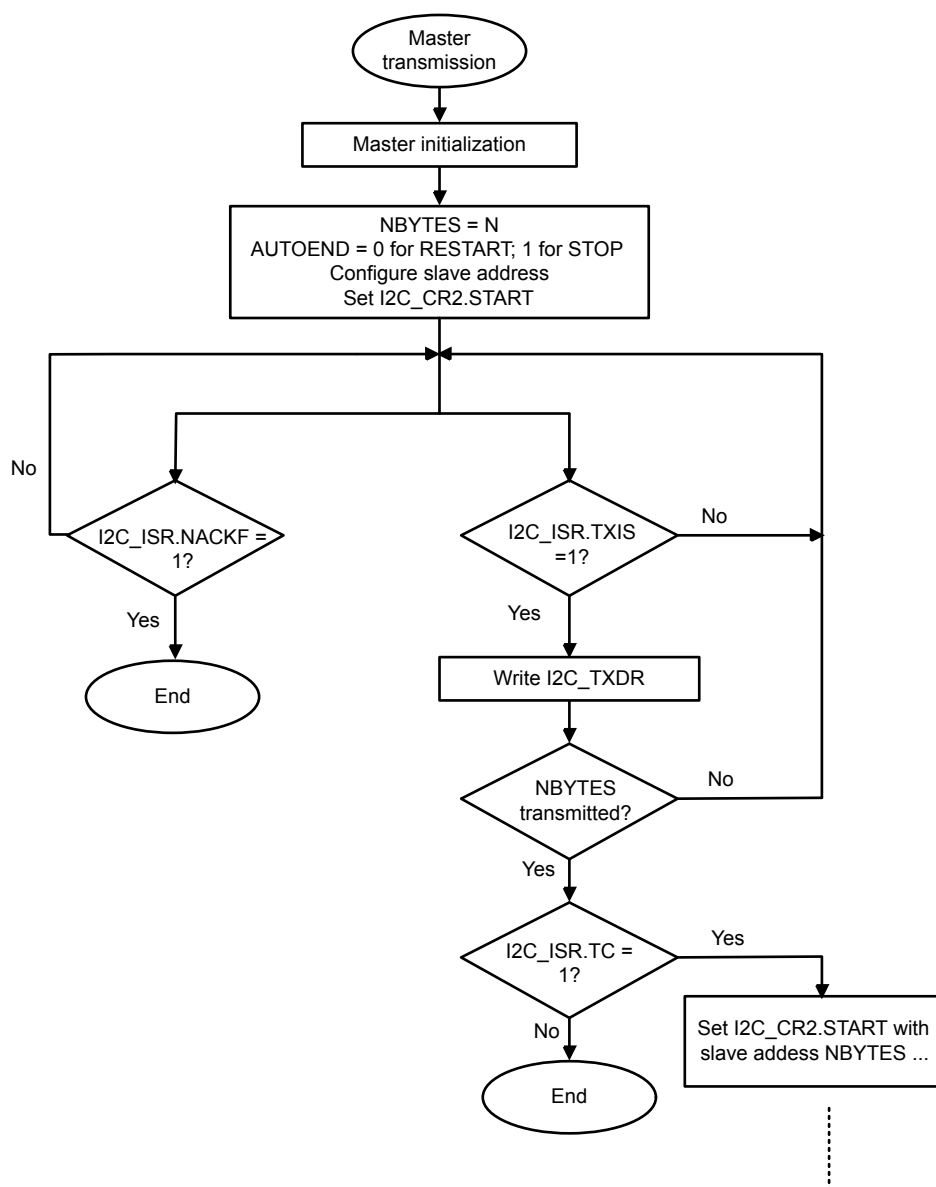 Master
transmission
Master initialization
NBYTES = N
AUTOEND = 0 for RESTART; 1 for STOP
Configure slave address
Set I2C_CR2.START
No
I2C_ISR.NACKF =
1?
Yes
End
I2C_ISR.TXIS
=1?
No
Yes
Write I2C_TXDR
NBYTES
transmitted?
No
Yes
I2C_ISR.TC =
1?
Yes
No
Set I2C_CR2.START with
slave addess NBYTES ...
End